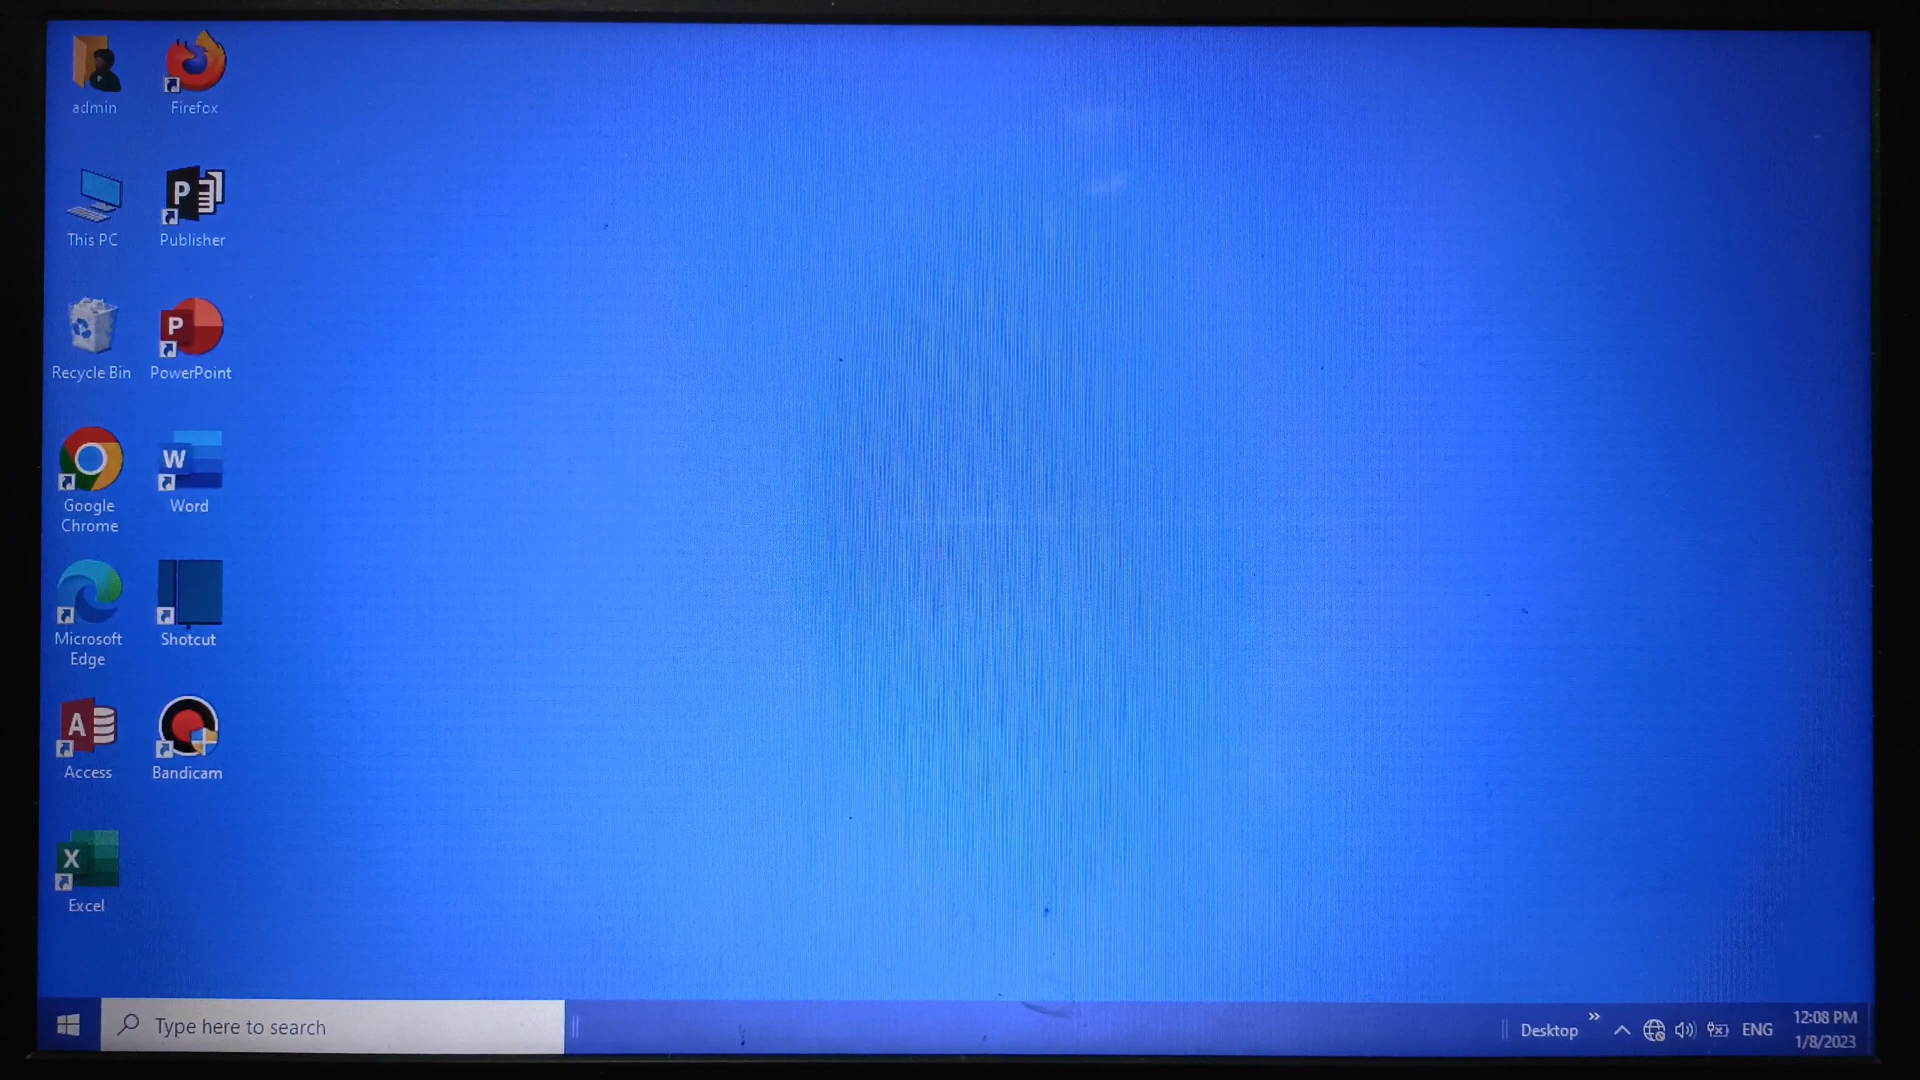 admin
Firefox
This PC
Publisher
Recycle Bin
PowerPoint
Google
Chrome
Word
Microsoft
Edge
Shotcut
Access
Bandicam
Excel
Type here to search
Desktop
ENG
12:08 PM
1/8/2023